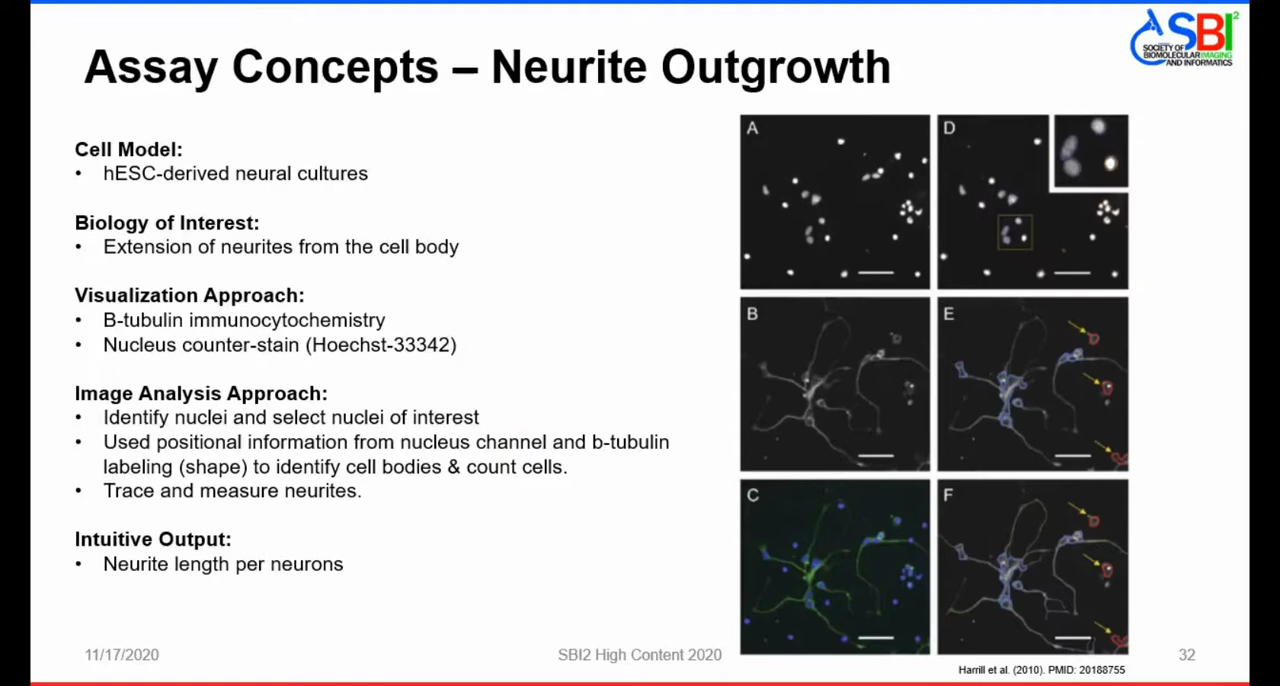 SBI2
SOCIETY OF
BIOMOLECULAR IMAGING
AND INFORMATICS
Assay Concepts – Neurite Outgrowth
Cell Model:
• hESC-derived neural cultures
Biology of Interest:
• Extension of neurites from the cell body
Visualization Approach:
• B-tubulin immunocytochemistry
• Nucleus counter-stain (Hoechst-33342)
Image Analysis Approach:
• Identify nuclei and select nuclei of interest
• Used positional information from nucleus channel and b-tubulin
labeling (shape) to identify cell bodies & count cells.
• Trace and measure neurites.
Intuitive Output:
• Neurite length per neurons
A
D
B
E
C
F
Harrill et al. (2010). PMID: 20188755
11/17/2020
SBI2 High Content 2020
32